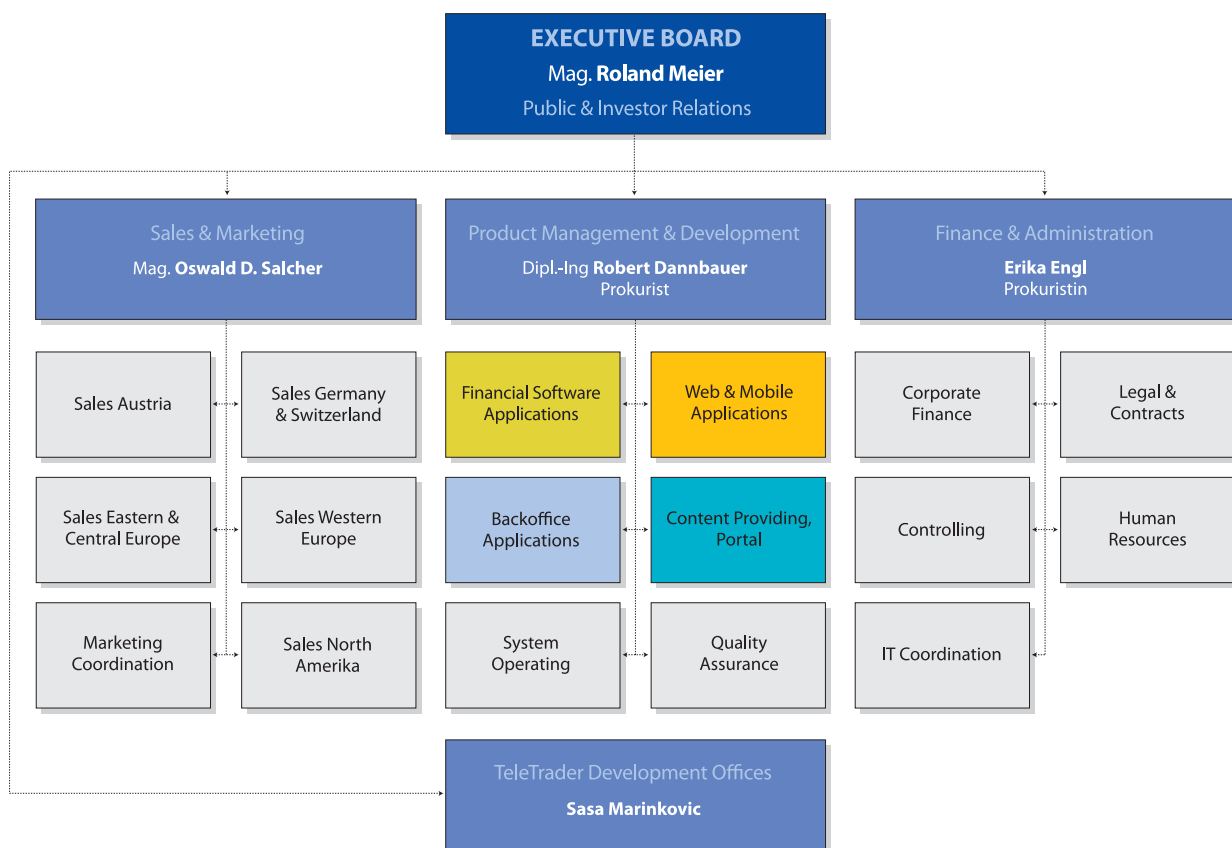 EXECUTIVE BOARD
Mag. Roland Meier
Public & Investor Relations
Sales & Marketing
Mag. Oswald D. Salcher
Product Management & Development
Dipl.-Ing Robert Dannbauer
Prokurist
Finance & Administration
Erika Engl
Prokuristin
Sales Austria
Sales Germany
& Switzerland
Financial Software
Applications
Web & Mobile
Applications
Corporate
Finance
Legal &
Contracts
Sales Eastern &
Central Europe
Sales Western
Europe
Backoffice
Applications
Content Providing,
Portal
Controlling
Human
Resources
Marketing
Coordination
Sales North
Amerika
System
Operating
Quality
Assurance
IT Coordination
TeleTrader Development Offices
Sasa Marinkovic